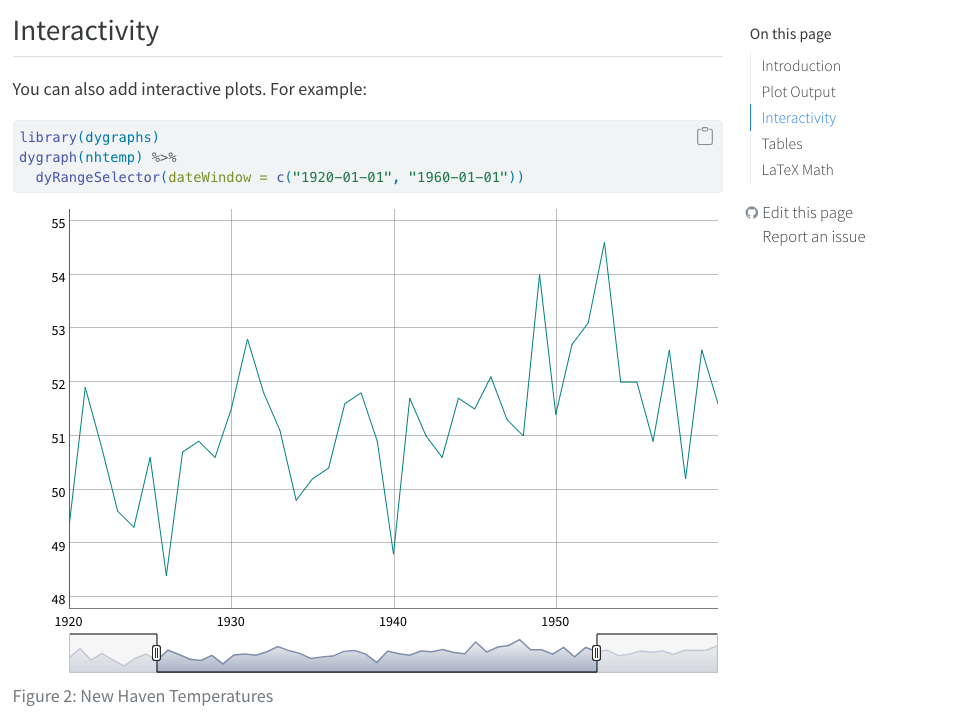 Interactivity
You can also add interactive plots. For example:
library(dygraphs)
dygraph(nhtemp) %>%
  dyRangeSelector(dateWindow = c("1920-01-01", "1960-01-01"))
55
54
53
52
51
50
49
48
1920 1930 1940 1950
Figure 2: New Haven Temperatures
On this page
Introduction
Plot Output
Interactivity
Tables
LaTeX Math
Edit this page
Report an issue